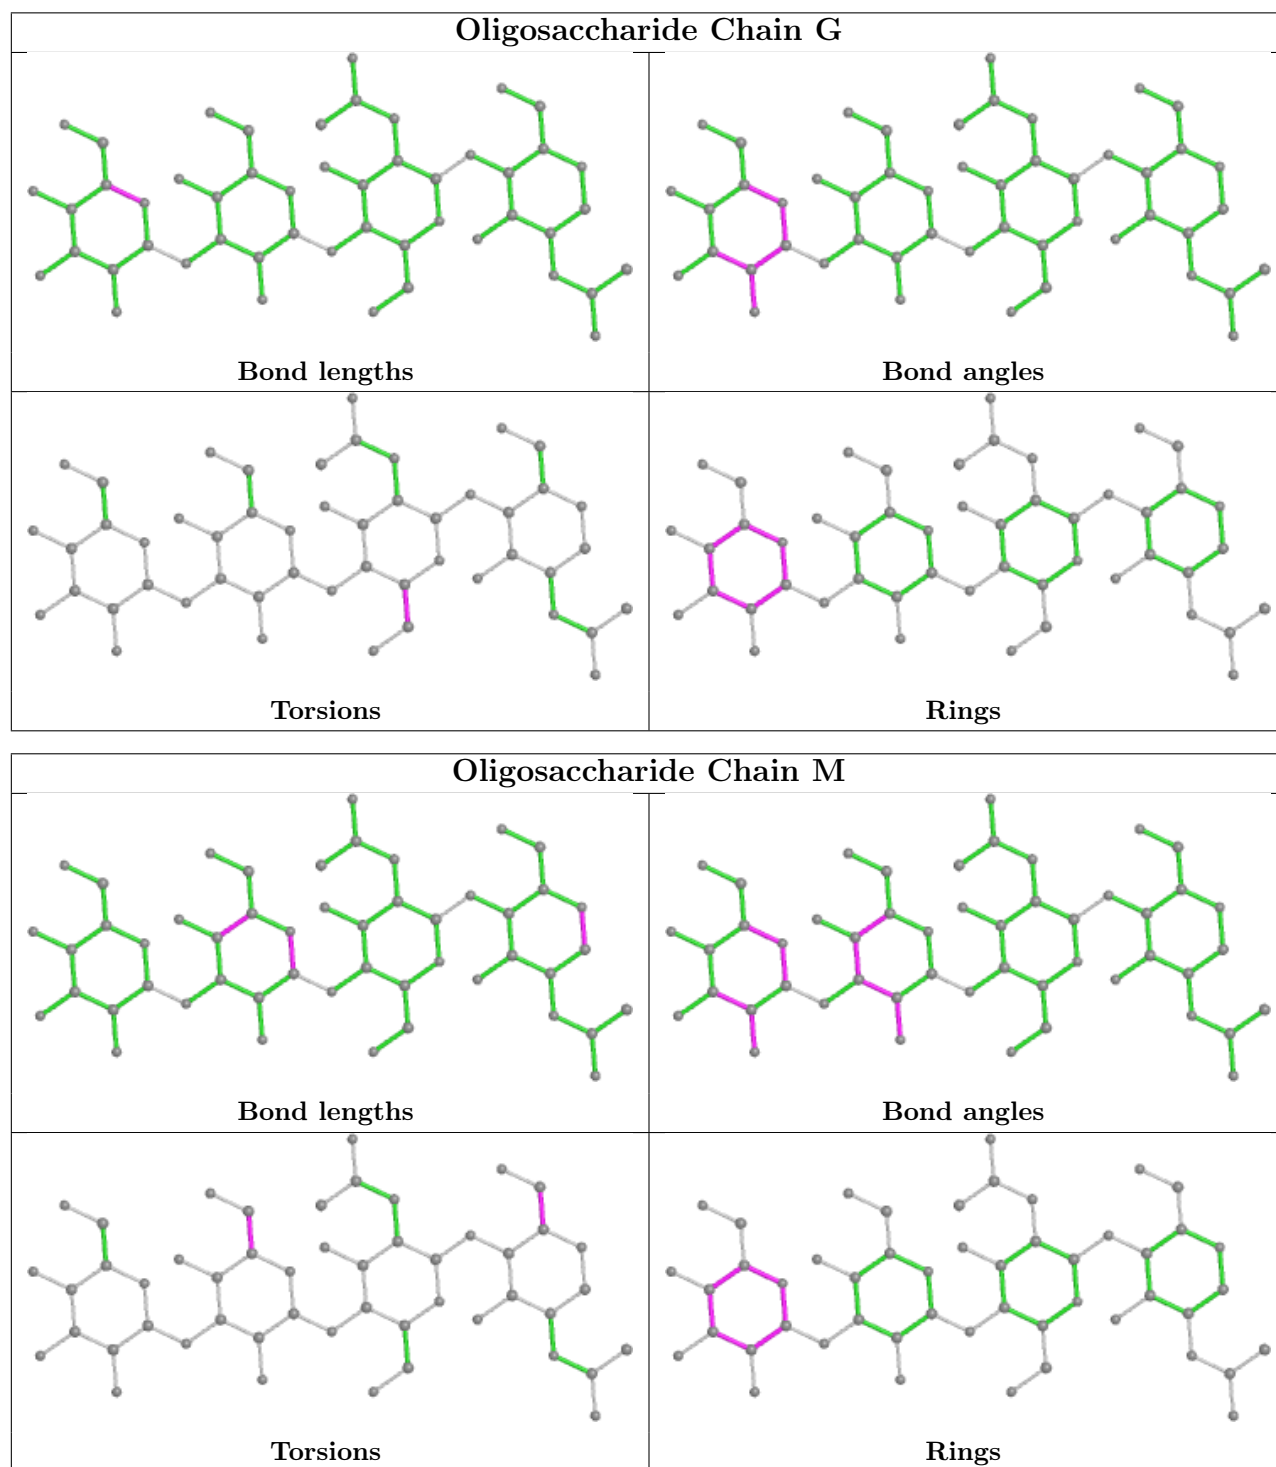 Oligosaccharide Chain G
Bond lengths
Bond angles
Torsions
Rings
Oligosaccharide Chain M
Bond lengths
Bond angles
Torsions
Rings